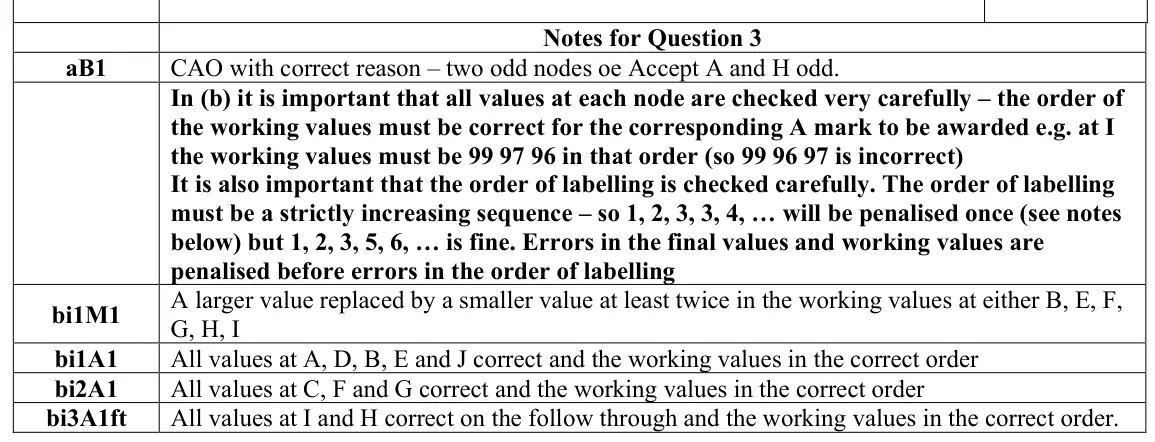 Notes for Question 3
aB1 CAO with correct reason – two odd nodes oe Accept A and H odd.
In (b) it is important that all values at each node are checked very carefully – the order of
the working values must be correct for the corresponding A mark to be awarded e.g. at I
the working values must be 99 97 96 in that order (so 99 96 97 is incorrect)
It is also important that the order of labelling is checked carefully. The order of labelling
must be a strictly increasing sequence – so 1, 2, 3, 3, 4, … will be penalised once (see notes
below) but 1, 2, 3, 5, 6, … is fine. Errors in the final values and working values are
penalised before errors in the order of labelling
bi1M1 A larger value replaced by a smaller value at least twice in the working values at either B, E, F,
G, H, I
bi1A1 All values at A, D, B, E and J correct and the working values in the correct order
bi2A1 All values at C, F and G correct and the working values in the correct order
bi3A1ft All values at I and H correct on the follow through and the working values in the correct order.